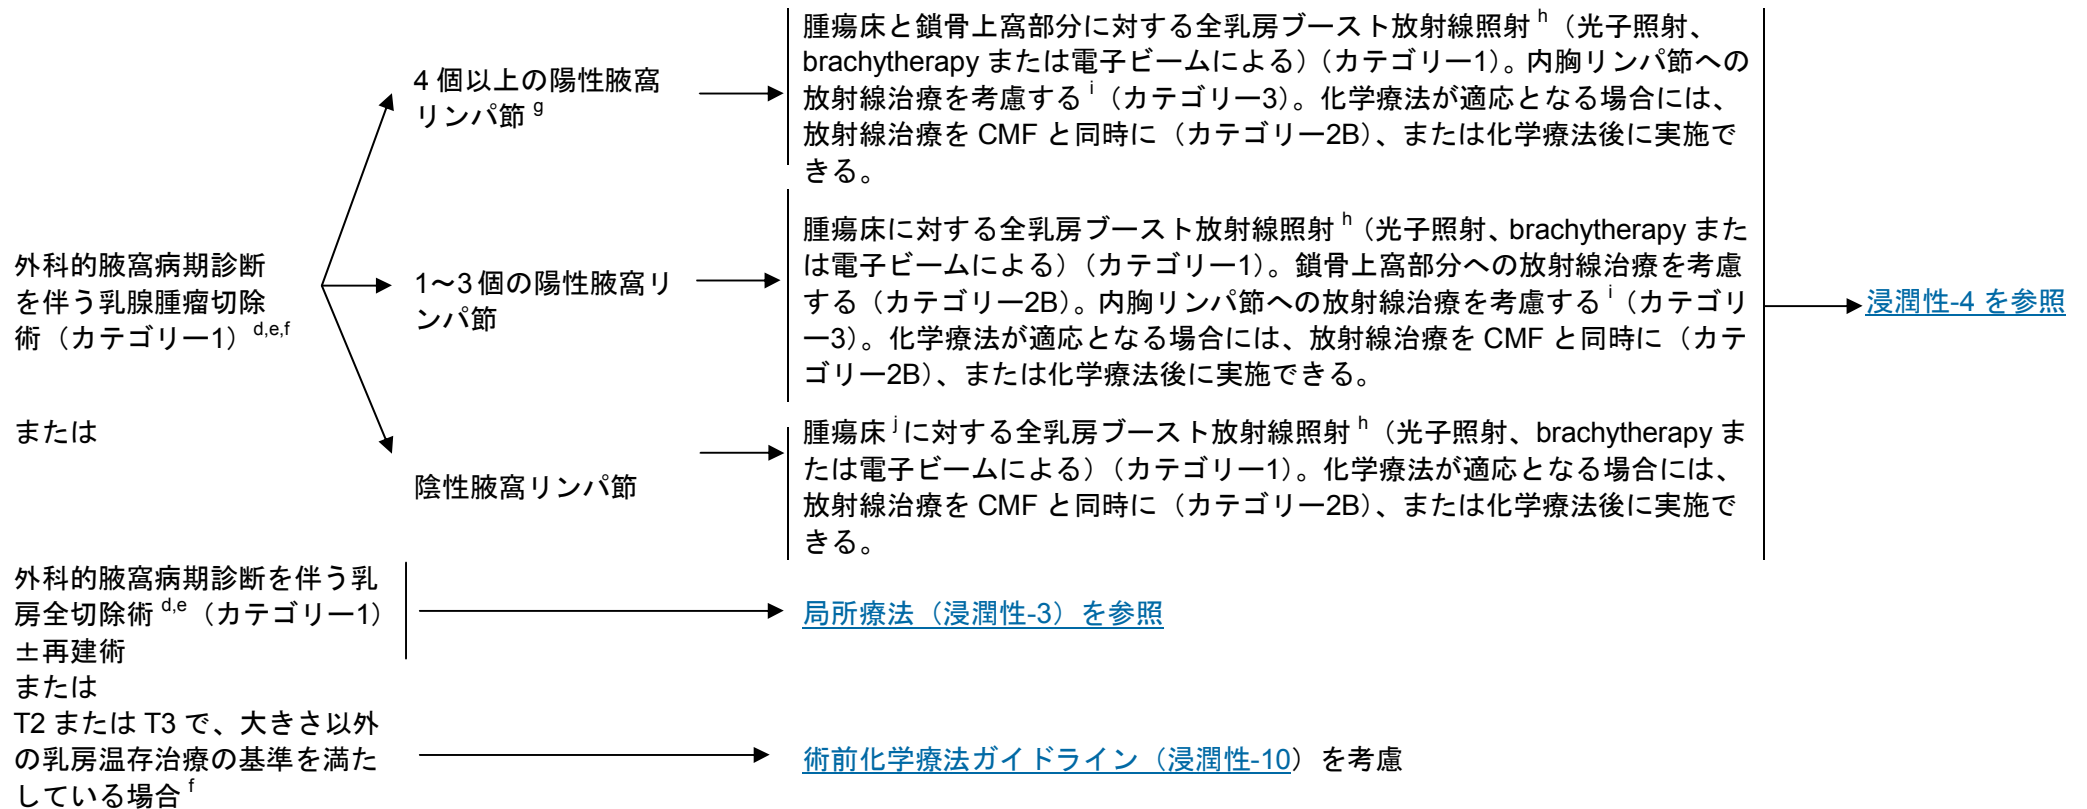 4 個以上の陽性腋窩
リンパ節 g
腫瘍床と鎖骨上窩部分に対する全乳房ブースト放射線照射 h（光子照射、
brachytherapy または電子ビームによる）（カテゴリー1）。内胸リンパ節への
放射線治療を考慮する i（カテゴリー3）。化学療法が適応となる場合には、
放射線治療を CMF と同時に（カテゴリー2B）、または化学療法後に実施で
きる。
外科的腋窩病期診断
を伴う乳腺腫瘤切除
術（カテゴリー1）d,e,f
1～3 個の陽性腋窩リ
ンパ節
腫瘍床に対する全乳房ブースト放射線照射 h（光子照射、brachytherapy また
は電子ビームによる）（カテゴリー1）。鎖骨上窩部分への放射線治療を考慮
する（カテゴリー2B）。内胸リンパ節への放射線治療を考慮する i（カテゴリ
ー3）。化学療法が適応となる場合には、放射線治療を CMF と同時に（カテ
ゴリー2B）、または化学療法後に実施できる。
浸潤性-4 を参照
または
陰性腋窩リンパ節
腫瘍床 j に対する全乳房ブースト放射線照射 h（光子照射、brachytherapy ま
たは電子ビームによる）（カテゴリー1）。化学療法が適応となる場合には、
放射線治療を CMF と同時に（カテゴリー2B）、または化学療法後に実施で
きる。
外科的腋窩病期診断を伴う乳
房全切除術 d,e（カテゴリー1）
±再建術
局所療法（浸潤性-3）を参照
または
T2 または T3 で、大きさ以外
の乳房温存治療の基準を満た
している場合 f
術前化学療法ガイドライン（浸潤性-10）を考慮